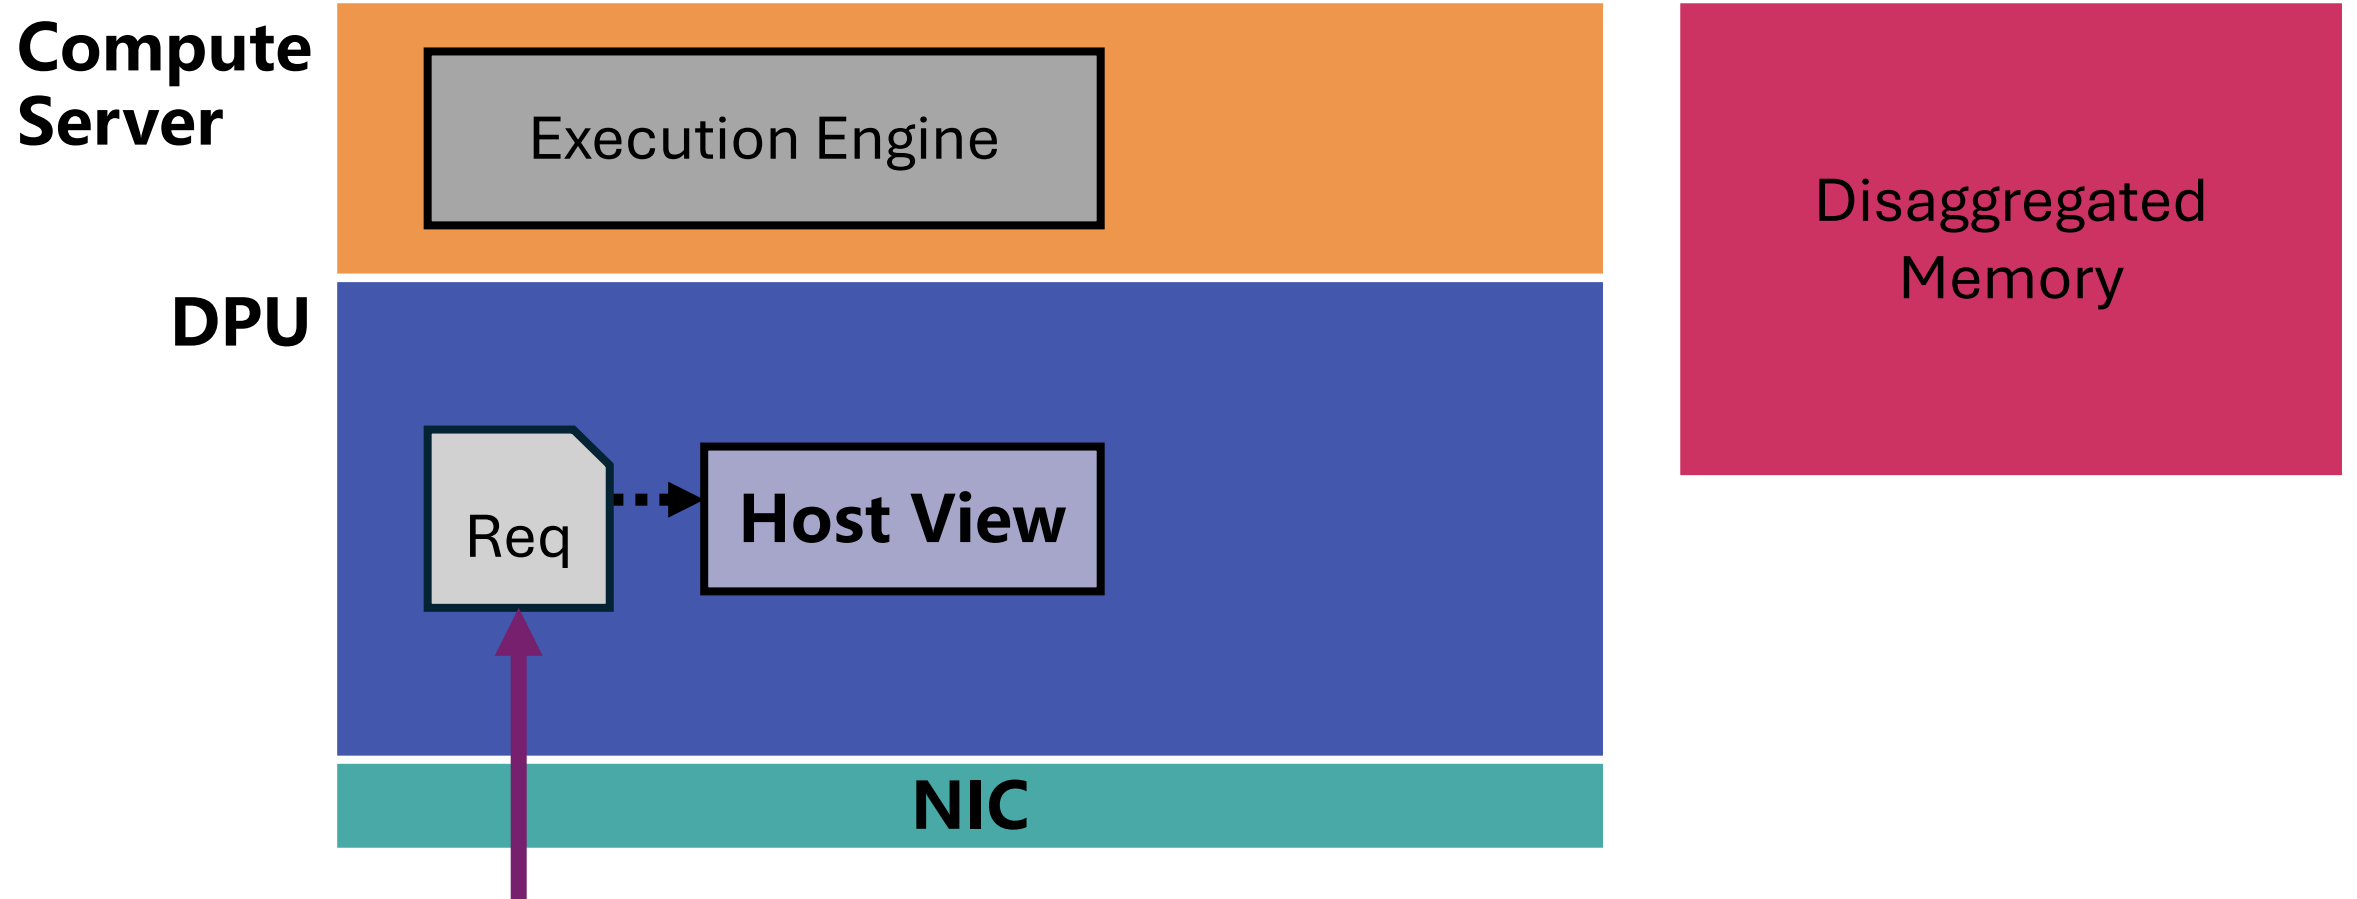 Compute
Server
Execution Engine
Disaggregated
Memory
DPU
Req
Host View
NIC